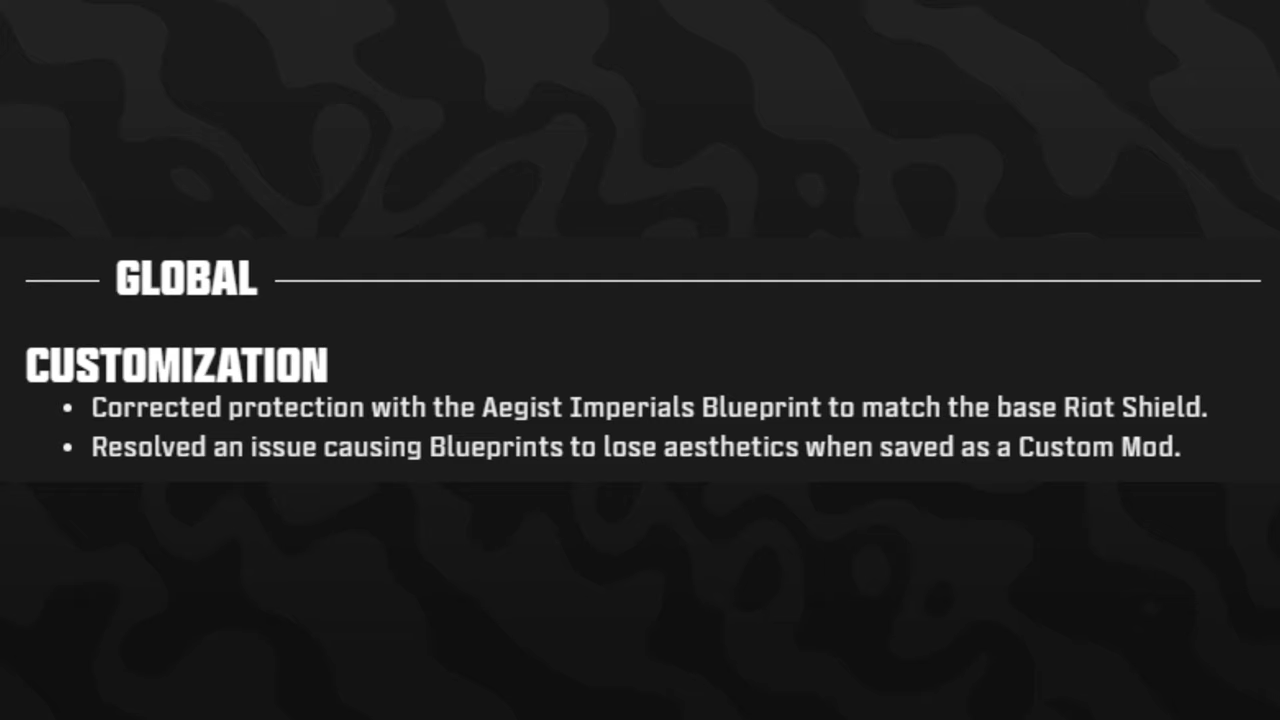 GLOBAL
CUSTOMIZATION
• Corrected protection with the Aegist Imperials Blueprint to match the base Riot Shield.
• Resolved an issue causing Blueprints to lose aesthetics when saved as a Custom Mod.